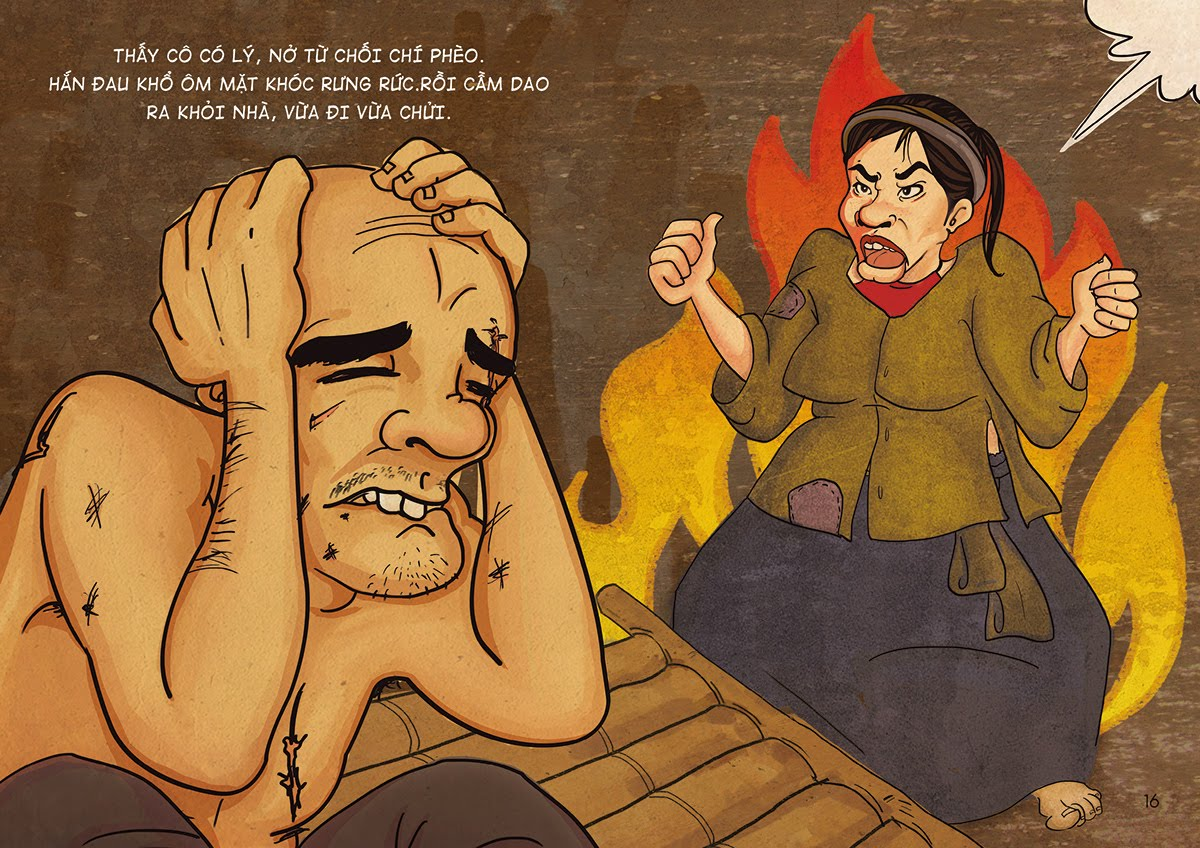 THẤY CÔ CÓ LÝ, NỞ TỪ CHỐI CHÍ PHÈO.
HẮN ĐAU KHỔ ÔM MẶT KHÓC RƯNG RỨC.RỒI CẦM DAO
RA KHỎI NHÀ, VỪA ĐI VỪA CHỬI.
16